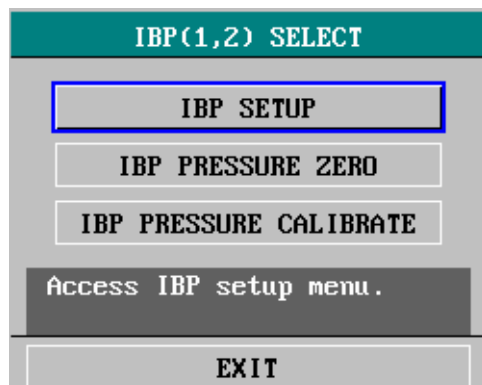 IBP(1,2) SELECT
IBP SETUP
IBP PRESSURE ZERO
IBP PRESSURE CALIBRATE
Access IBP setup menu.
EXIT